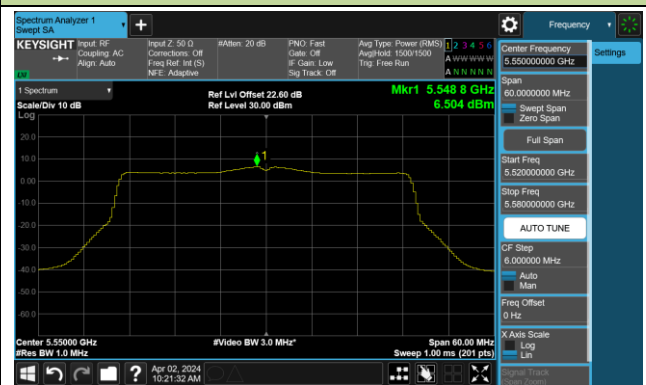 Spectrum Analyzer 1
Swept SA
+
Frequency
KEYSIGHT
Input: RF
Coupling: AC
Align: Auto
Input Z: 50 Ω
Corrections: Off
Freq Ref: Int (S)
NFE: Adaptive
#Atten: 20 dB
PNO: Fast
Gate: Off
IF Gain: Low
Sig Track: Off
Avg Type: Power (RMS)
Avg|Hold: 1500/1500
Trig: Free Run
1 2 3 4 5 6
A W W W W W
A N N N N N
1 Spectrum
Scale/Div 10 dB
Log
Ref Lvl Offset 22.60 dB
Ref Level 30.00 dBm
Mkr1 5.548 8 GHz
6.504 dBm
1
20.0
10.0
0.00
-10.0
-20.0
-30.0
-40.0
-50.0
-60.0
Center 5.55000 GHz
#Res BW 1.0 MHz
#Video BW 3.0 MHz*
Span 60.00 MHz
Sweep 1.00 ms (201 pts)
?
Apr 02, 2024
10:21:32 AM
Center Frequency
5.550000000 GHz
Settings
Span
60.0000000 MHz
Swept Span
Zero Span
Full Span
Start Freq
5.520000000 GHz
Stop Freq
5.580000000 GHz
AUTO TUNE
CF Step
6.000000 MHz
Auto
Man
Freq Offset
0 Hz
X Axis Scale
Log
Lin
Signal Track
(Span Zoom)